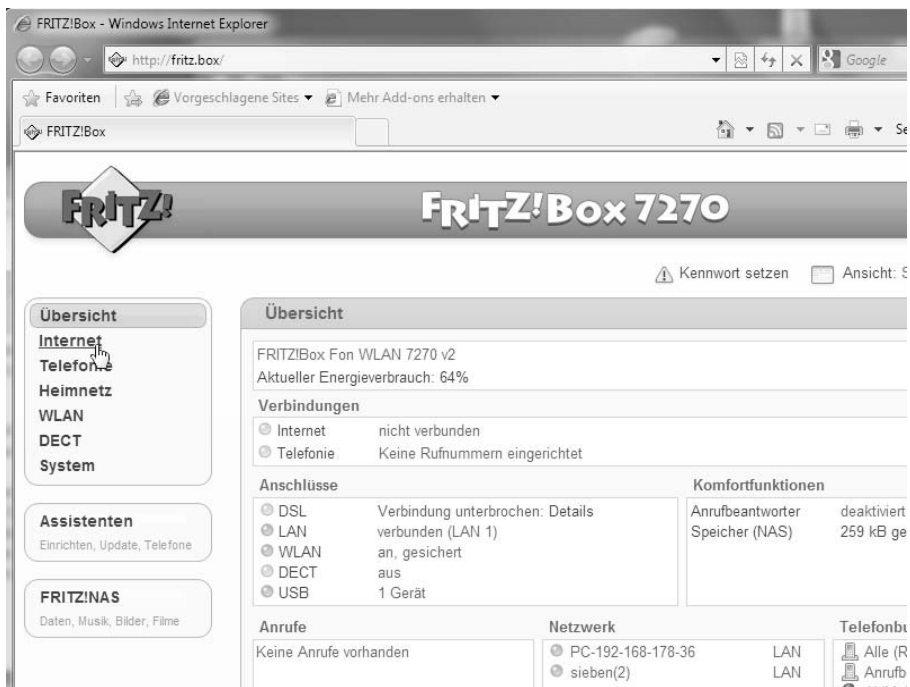 FRITZ!Box - Windows Internet Explorer
http://fritz.box/
Google
Favoriten
Vorgeschlagene Sites
Mehr Add-ons erhalten
FRITZ!Box
FRITZ!
FRITZ!Box 7270
Kennwort setzen
Ansicht:
Übersicht
Internet
Telefonie
Heimnetz
WLAN
DECT
System
Assistenten
Einrichten, Update, Telefone
FRITZ!NAS
Daten, Musik, Bilder, Filme
Übersicht
FRITZ!Box Fon WLAN 7270 v2
Aktueller Energieverbrauch: 64%
Verbindungen
Internet nicht verbunden
Telefonie Keine Rufnummern eingerichtet
Anschlüsse
DSL Verbindung unterbrochen: Details
LAN verbunden (LAN 1)
WLAN an, gesichert
DECT aus
USB 1 Gerät
Komfortfunktionen
Anrufbeantworter deaktiviert
Speicher (NAS) 259 kB ge
Anrufe
Keine Anrufe vorhanden
Netzwerk
PC-192-168-178-36 LAN
sieben(2) LAN
Telefonbu
Alle (R
Anrufb